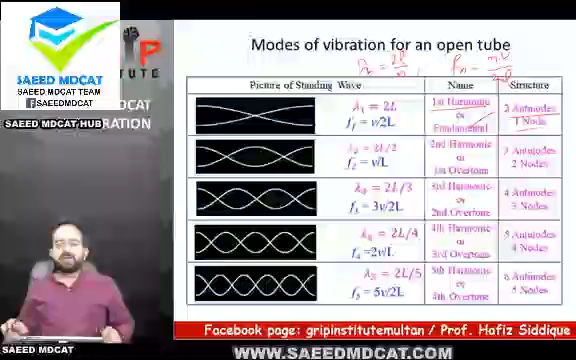 SAEED MDCAT
SAEED MDCAT TEAM
SAEED MDCAT HUB
P
TUTE
BRATION
Modes of vibration for an open tube
Picture of Standing Wave Name Structure
λ₁ = 2L
f₁ = v/2L
1st Harmonic
or
Fundamental
2 Antinodes
1 Node
λ₂ = 2L/2
f₂ = v/L
2nd Harmonic
or
1st Overtone
3 Antinodes
2 Nodes
= 2L/3
f₃ = 3v/2L
3rd Harmonic
or
2nd Overtone
4 Antinodes
3 Nodes
λ₄ = 2L/4
f₄ =2v/L
4th Harmonic
or
3rd Overtone
5 Antinodes
4 Nodes
λ₅ = 2L/5
f₅ = 5v/2L
5th Harmonic
or
4th Overtone
6 Antinodes
5 Nodes
Facebook page: gripinstitutemultan / Prof. Hafiz Siddique
SAEED MDCAT
WWW.SAEEDMDCAT.COM